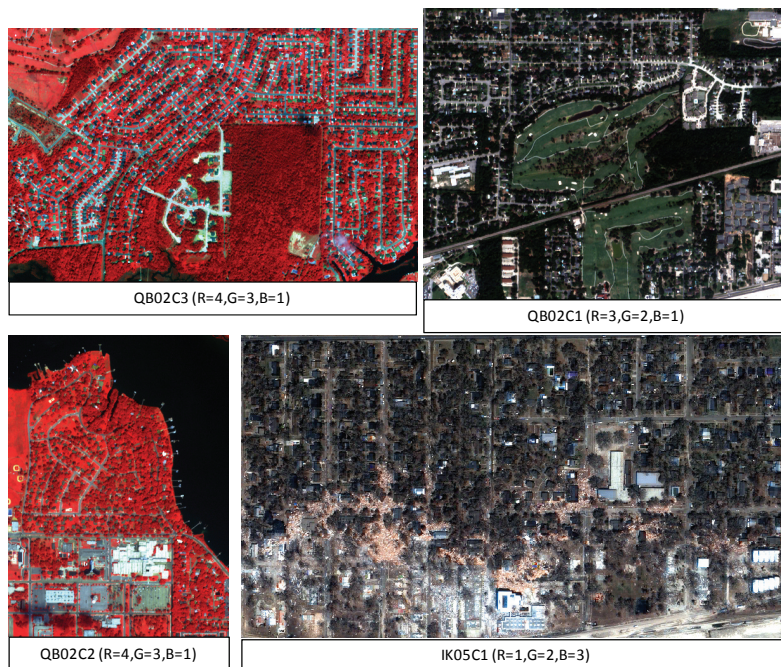 QB02C3 (R=4,G=3,B=1)
QB02C1 (R=3,G=2,B=1)
QB02C2 (R=4,G=3,B=1)
IK05C1 (R=1,G=2,B=3)